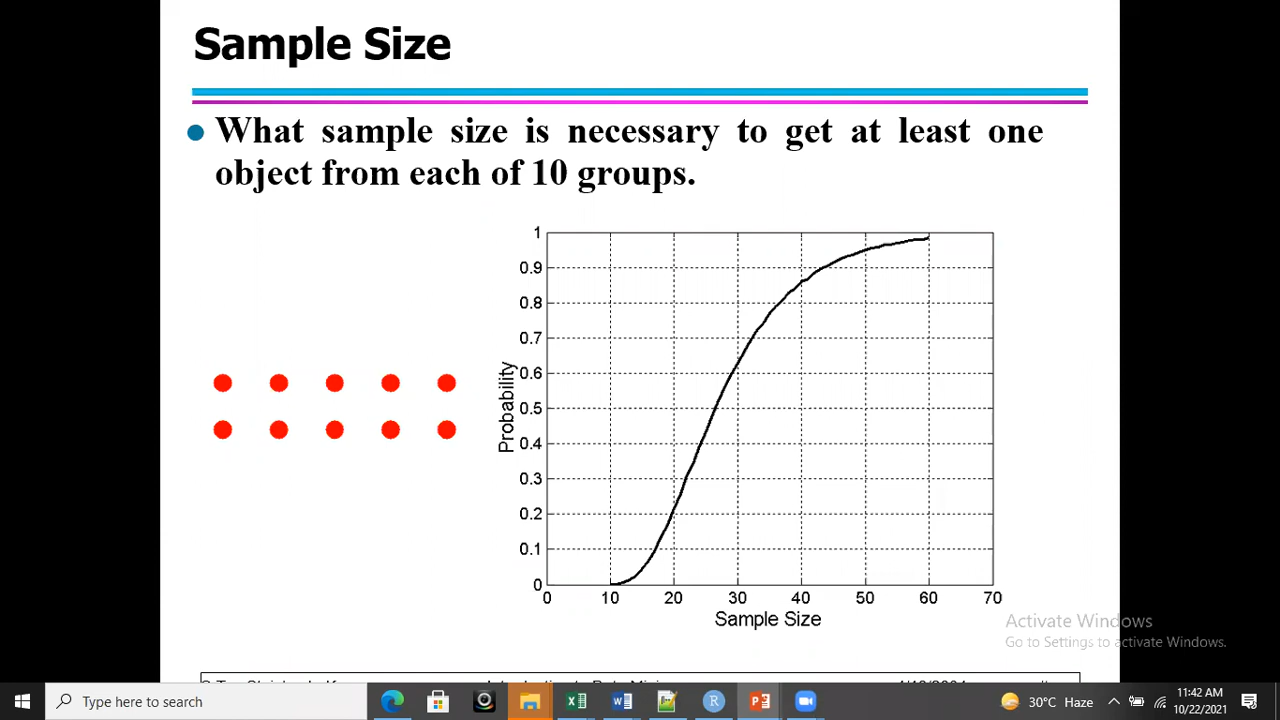 Sample Size
What sample size is necessary to get at least one
object from each of 10 groups.
1
0.9
0.8
0.7
0.6
0.5
0.4
0.3
0.2
0.1
0
Probability
0 10 20 30 40 50 60 70
Sample Size
Activate Windows
Go to Settings to activate Windows.
Type here to search
30°C Haze
11:42 AM
10/22/2021